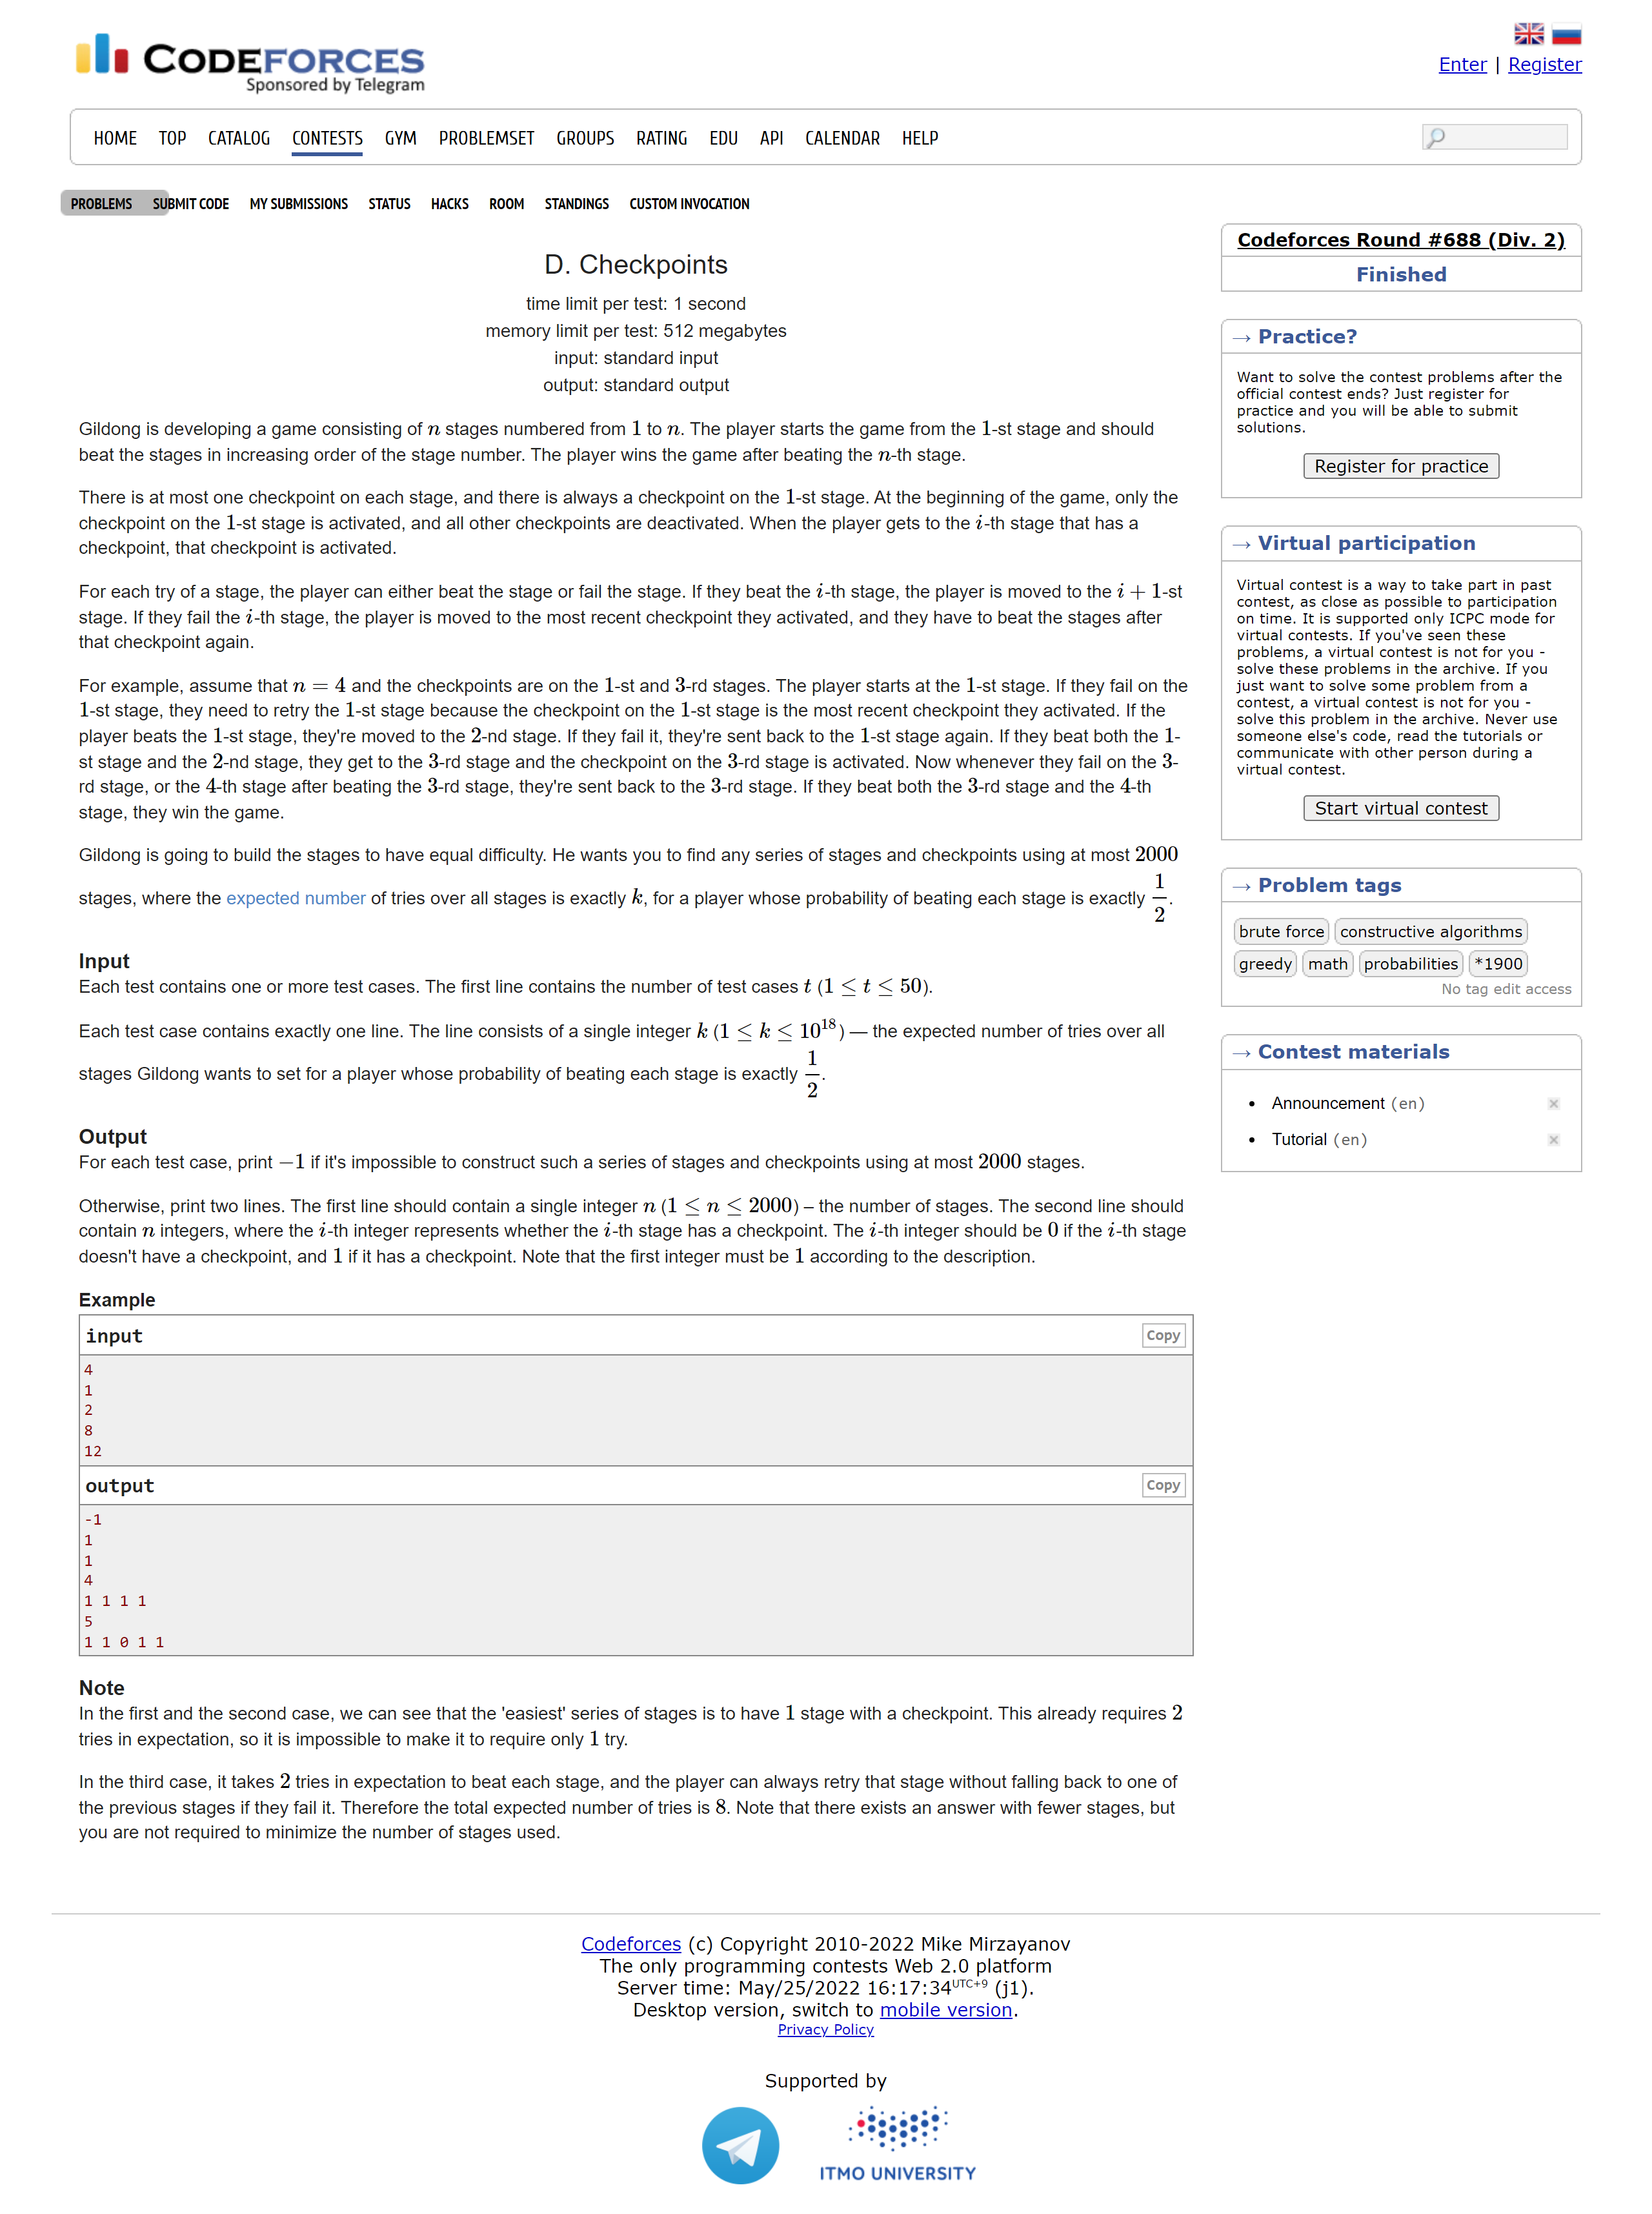 CODEFORCES
Sponsored by Telegram
Enter | Register
HOME TOP CATALOG CONTESTS GYM PROBLEMSET GROUPS RATING EDU API CALENDAR HELP
PROBLEMS SUBMIT CODE MY SUBMISSIONS STATUS HACKS ROOM STANDINGS CUSTOM INVOCATION
D. Checkpoints
time limit per test: 1 second
memory limit per test: 512 megabytes
input: standard input
output: standard output
Gildong is developing a game consisting of n stages numbered from 1 to n. The player starts the game from the 1-st stage and should
beat the stages in increasing order of the stage number. The player wins the game after beating the n-th stage.
There is at most one checkpoint on each stage, and there is always a checkpoint on the 1-st stage. At the beginning of the game, only the
checkpoint on the 1-st stage is activated, and all other checkpoints are deactivated. When the player gets to the i-th stage that has a
checkpoint, that checkpoint is activated.
For each try of a stage, the player can either beat the stage or fail the stage. If they beat the i-th stage, the player is moved to the i + 1-st
stage. If they fail the i-th stage, the player is moved to the most recent checkpoint they activated, and they have to beat the stages after
that checkpoint again.
For example, assume that n = 4 and the checkpoints are on the 1-st and 3-rd stages. The player starts at the 1-st stage. If they fail on the
1-st stage, they need to retry the 1-st stage because the checkpoint on the 1-st stage is the most recent checkpoint they activated. If the
player beats the 1-st stage, they're moved to the 2-nd stage. If they fail it, they're sent back to the 1-st stage again. If they beat both the 1-
st stage and the 2-nd stage, they get to the 3-rd stage and the checkpoint on the 3-rd stage is activated. Now whenever they fail on the 3-
rd stage, or the 4-th stage after beating the 3-rd stage, they're sent back to the 3-rd stage. If they beat both the 3-rd stage and the 4-th
stage, they win the game.
Gildong is going to build the stages to have equal difficulty. He wants you to find any series of stages and checkpoints using at most 2000
stages, where the expected number of tries over all stages is exactly k, for a player whose probability of beating each stage is exactly 1/2.
Input
Each test contains one or more test cases. The first line contains the number of test cases t (1 ≤ t ≤ 50).
Each test case contains exactly one line. The line consists of a single integer k (1 ≤ k ≤ 10^18) — the expected number of tries over all
stages Gildong wants to set for a player whose probability of beating each stage is exactly 1/2.
Output
For each test case, print −1 if it's impossible to construct such a series of stages and checkpoints using at most 2000 stages.
Otherwise, print two lines. The first line should contain a single integer n (1 ≤ n ≤ 2000) – the number of stages. The second line should
contain n integers, where the i-th integer represents whether the i-th stage has a checkpoint. The i-th integer should be 0 if the i-th stage
doesn't have a checkpoint, and 1 if it has a checkpoint. Note that the first integer must be 1 according to the description.
Example
input
Copy
4
1
2
8
12
output
Copy
-1
1
1
4
1 1 1 1
5
1 1 0 1 1
Note
In the first and the second case, we can see that the 'easiest' series of stages is to have 1 stage with a checkpoint. This already requires 2
tries in expectation, so it is impossible to make it to require only 1 try.
In the third case, it takes 2 tries in expectation to beat each stage, and the player can always retry that stage without falling back to one of
the previous stages if they fail it. Therefore the total expected number of tries is 8. Note that there exists an answer with fewer stages, but
you are not required to minimize the number of stages used.
Codeforces Round #688 (Div. 2)
Finished
→ Practice?
Want to solve the contest problems after the
official contest ends? Just register for
practice and you will be able to submit
solutions.
Register for practice
→ Virtual participation
Virtual contest is a way to take part in past
contest, as close as possible to participation
on time. It is supported only ICPC mode for
virtual contests. If you've seen these
problems, a virtual contest is not for you -
solve these problems in the archive. If you
just want to solve some problem from a
contest, a virtual contest is not for you -
solve this problem in the archive. Never use
someone else's code, read the tutorials or
communicate with other person during a
virtual contest.
Start virtual contest
→ Problem tags
brute force constructive algorithms
greedy math probabilities *1900
No tag edit access
→ Contest materials
• Announcement (en) ×
• Tutorial (en) ×
Codeforces (c) Copyright 2010-2022 Mike Mirzayanov
The only programming contests Web 2.0 platform
Server time: May/25/2022 16:17:34 UTC+9 (j1).
Desktop version, switch to mobile version.
Privacy Policy
Supported by
ITMO UNIVERSITY